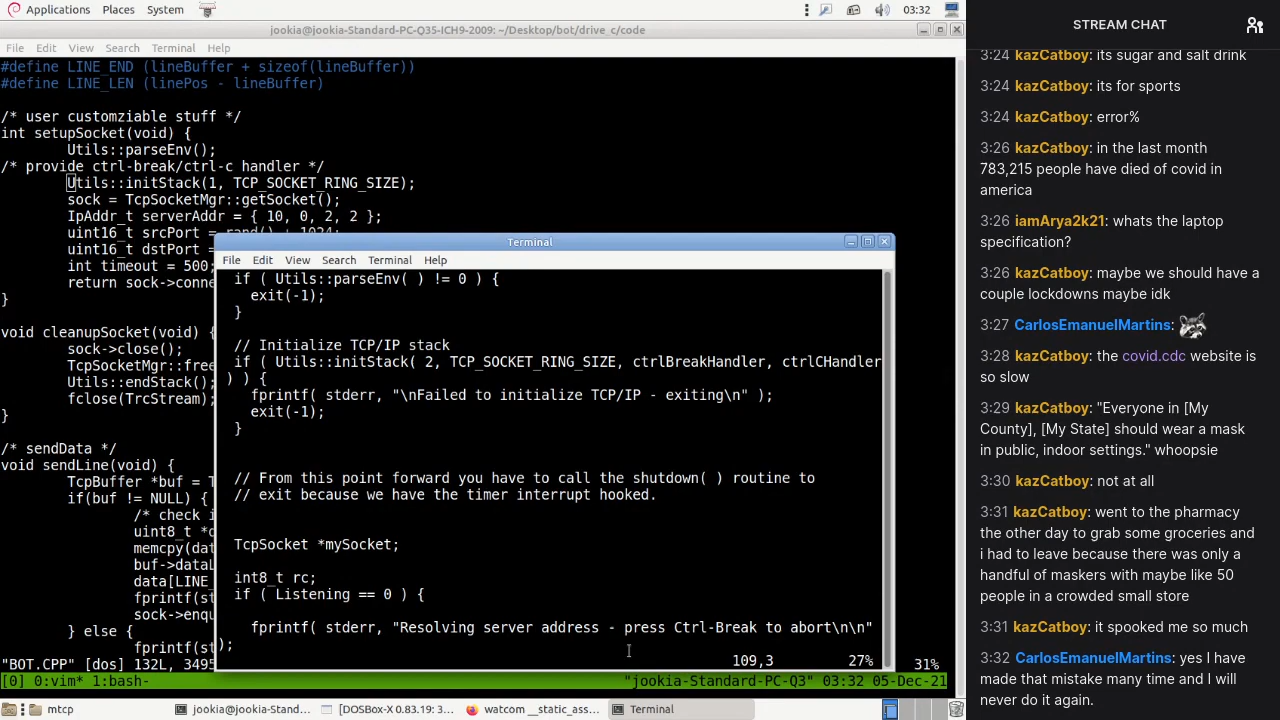 Applications Places System 03:32
jookia@jookia-Standard-PC-Q35-ICH9-2009: ~/Desktop/bot/drive_c/code
File Edit View Search Terminal Help
#define LINE_END (lineBuffer + sizeof(lineBuffer))
#define LINE_LEN (linePos - lineBuffer)
/* user customziable stuff */
int setupSocket(void) {
Utils::parseEnv();
/* provide ctrl-break/ctrl-c handler */
Utils::initStack(1, TCP_SOCKET_RING_SIZE);
sock = TcpSocketMgr::getSocket();
IpAddr_t serverAddr = { 10, 0, 2, 2 };
uint16_t srcPort = rand() + 1024;
uint16_t dstPort =
int timeout = 500;
return sock->conne
}
void cleanupSocket(void) {
sock->close();
TcpSocketMgr::free
Utils::endStack();
fclose(TrcStream);
}
/* sendData */
void sendLine(void) {
TcpBuffer *buf = T
if(buf != NULL) {
/* check i
uint8_t *d
memcpy(dat
buf->dataL
data[LINE_
fprintf(st
sock->enqu
} else {
fprintf(st
"BOT.CPP" [dos] 132L, 3495 31%
[0] 0:vim* 1:bash- "jookia-Standard-PC-Q3" 03:32 05-Dec-21
Terminal
File Edit View Search Terminal Help
if ( Utils::parseEnv( ) != 0 ) {
exit(-1);
}
// Initialize TCP/IP stack
if ( Utils::initStack( 2, TCP_SOCKET_RING_SIZE, ctrlBreakHandler, ctrlCHandler
) ) {
fprintf( stderr, "\nFailed to initialize TCP/IP - exiting\n" );
exit(-1);
}
// From this point forward you have to call the shutdown( ) routine to
// exit because we have the timer interrupt hooked.
TcpSocket *mySocket;
int8_t rc;
if ( Listening == 0 ) {
fprintf( stderr, "Resolving server address - press Ctrl-Break to abort\n\n"
);
109,3 27%
mtcp jookia@jookia-Stand... [DOSBox-X 0.83.19: 3... watcom __static_ass... Terminal
STREAM CHAT
3:24 kazCatboy: its sugar and salt drink
3:24 kazCatboy: its for sports
3:24 kazCatboy: error%
3:26 kazCatboy: in the last month
783,215 people have died of covid in
america
3:26 iamArya2k21: whats the laptop
specification?
3:26 kazCatboy: maybe we should have a
couple lockdowns maybe idk
3:27 CarlosEmanuelMartins:
3:28 kazCatboy: the covid.cdc website is
so slow
3:29 kazCatboy: "Everyone in [My
County], [My State] should wear a mask
in public, indoor settings." whoopsie
3:30 kazCatboy: not at all
3:31 kazCatboy: went to the pharmacy
the other day to grab some groceries and
i had to leave because there was only a
handful of maskers with maybe like 50
people in a crowded small store
3:31 kazCatboy: it spooked me so much
3:32 CarlosEmanuelMartins: yes I have
made that mistake many time and I will
never do it again.